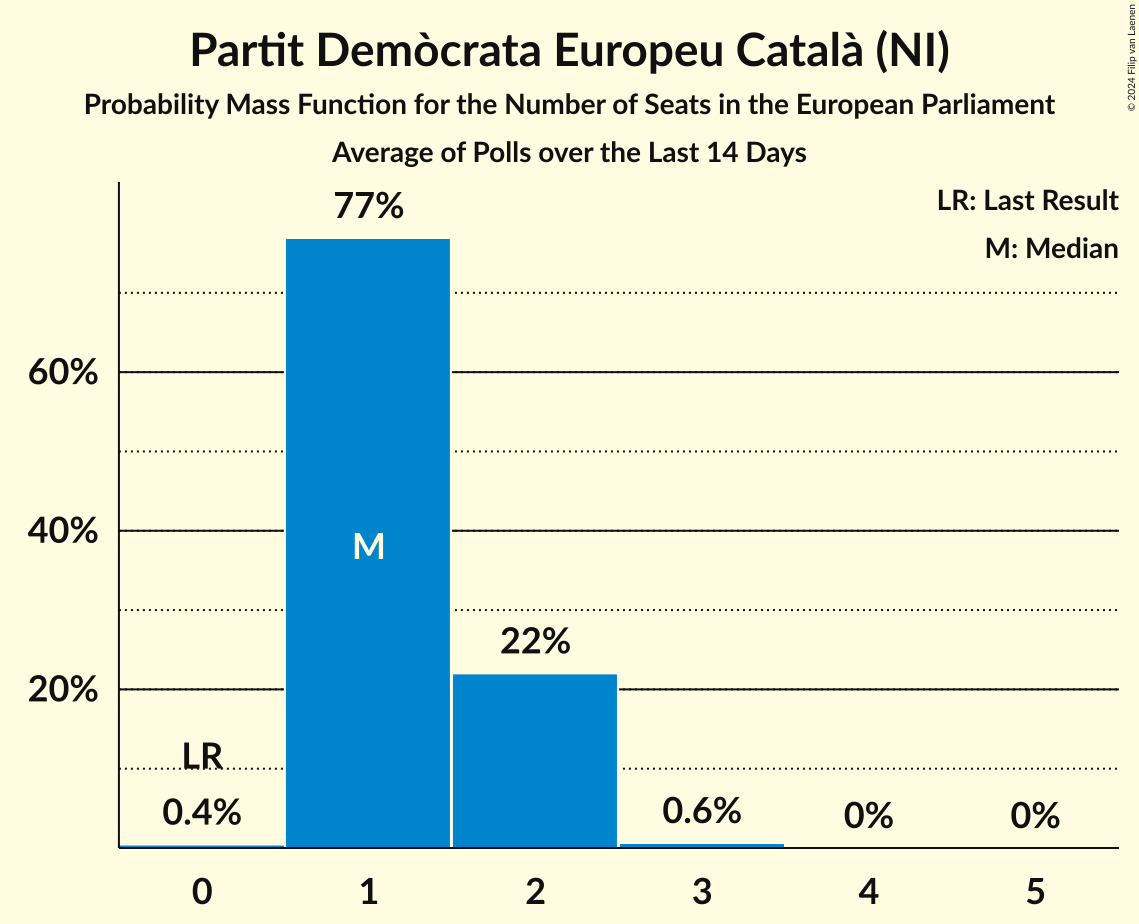 Partit Demòcrata Europeu Català (NI)
Probability Mass Function for the Number of Seats in the European Parliament
Average of Polls over the Last 14 Days
© 2024 Filip van Laenen
LR: Last Result
M: Median
77%
60%
40%
M
22%
20%
LR
0.4%
0.6%
0%
0%
0 1 2 3 4 5